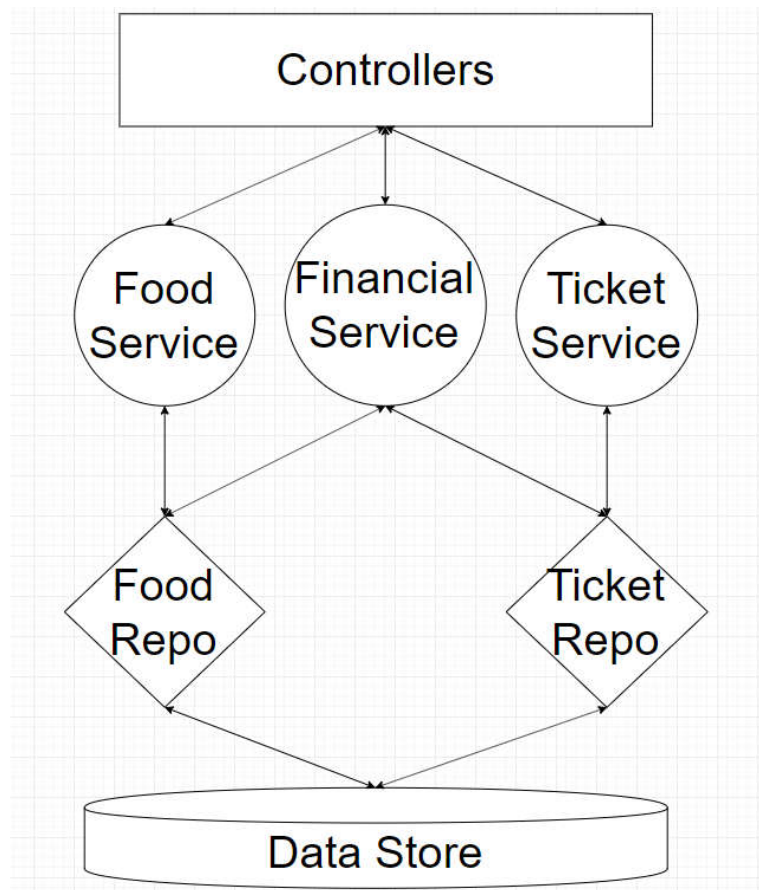 Controllers
Food
Service
Financial
Service
Ticket
Service
Food
Repo
Ticket
Repo
Data Store